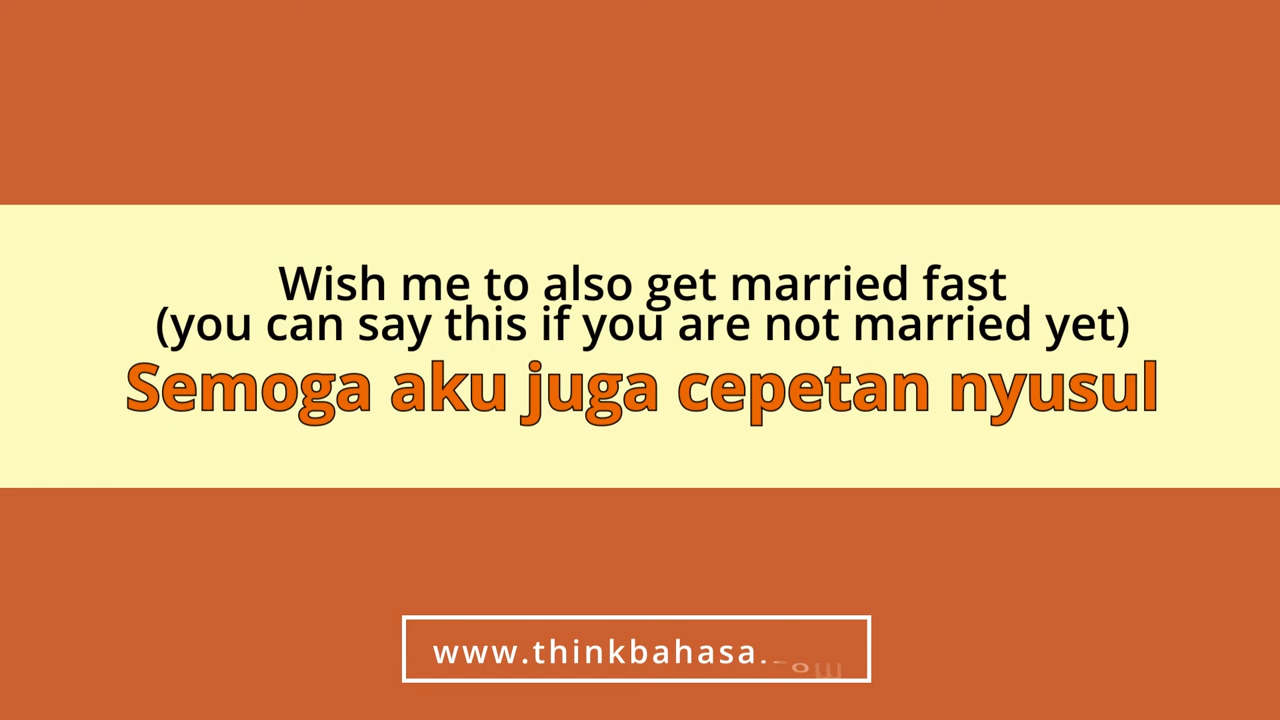 Wish me to also get married fast
(you can say this if you are not married yet)
Semoga aku juga cepetan nyusul
www.thinkbahasa.